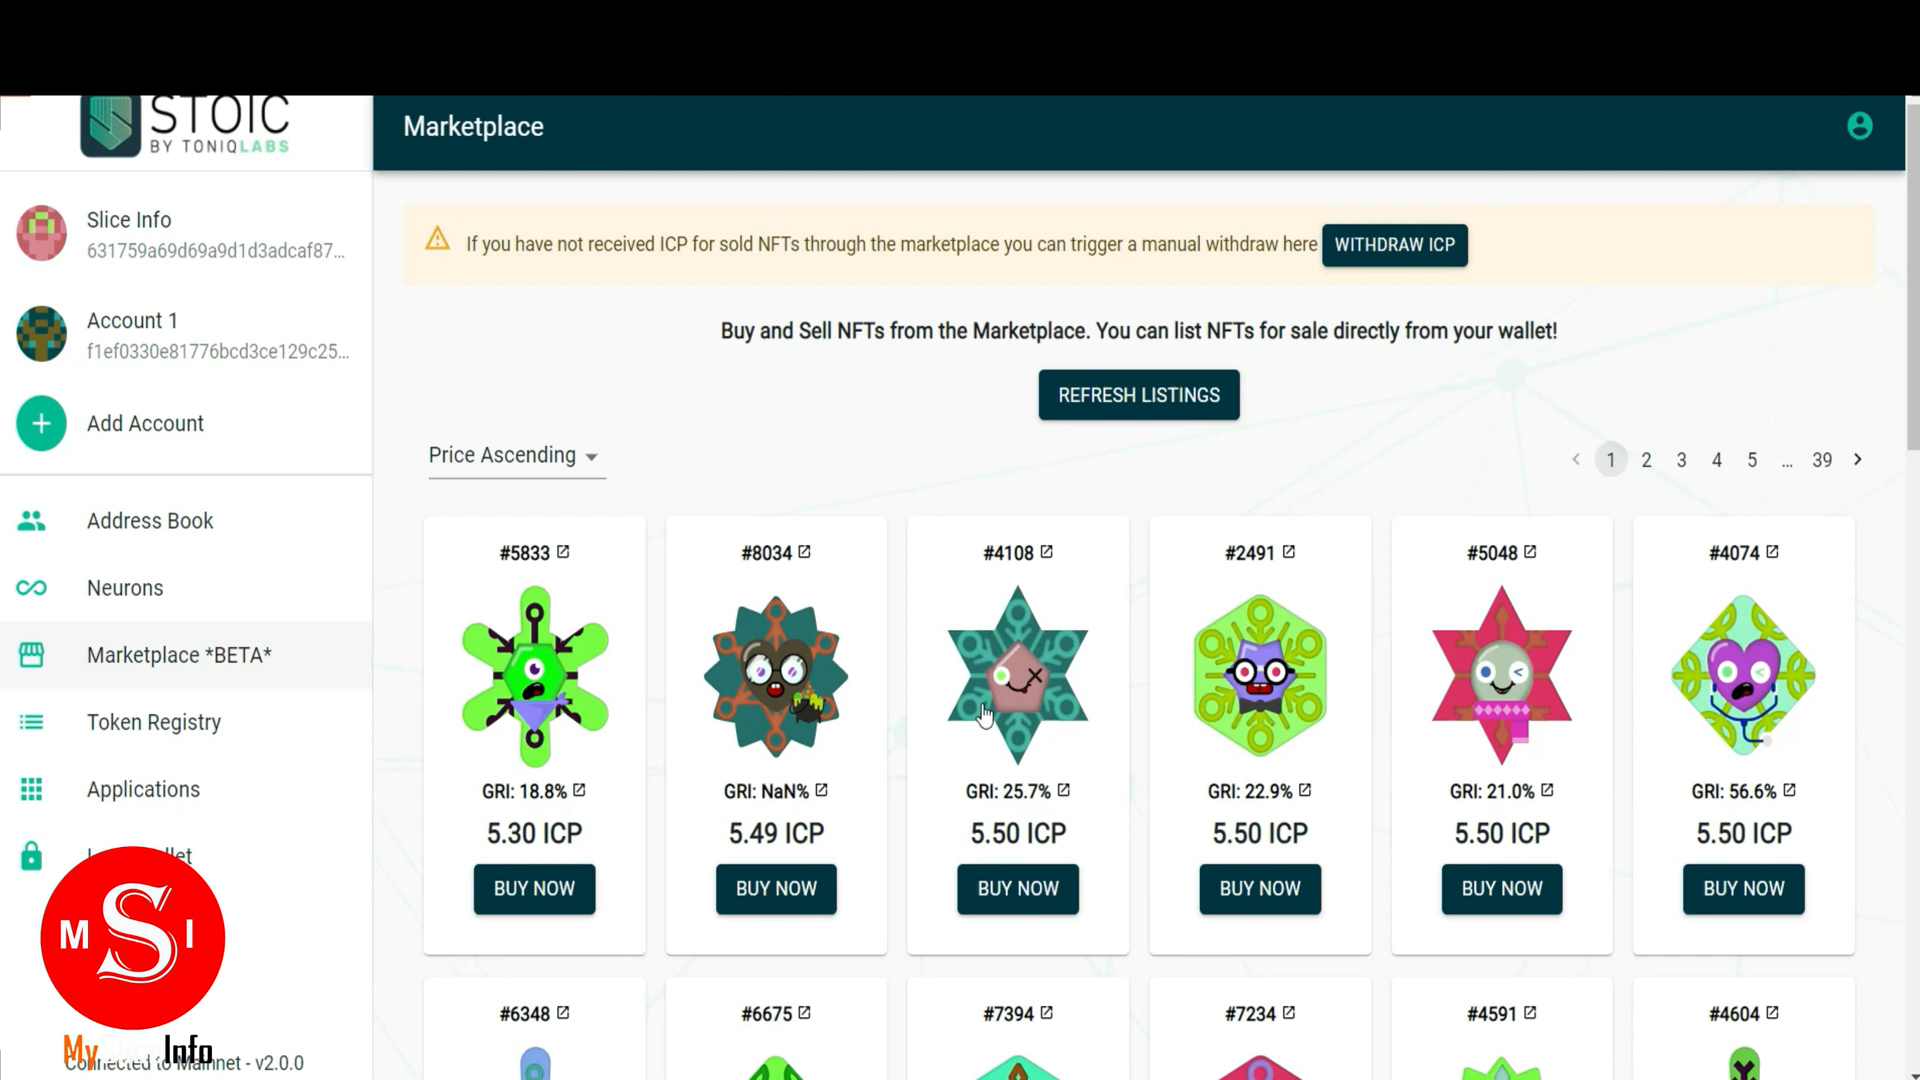 STOIC
BY TONIQLABS
Marketplace
Slice Info
631759a69d69a9d1d3adcaf87...
Account 1
f1ef0330e81776bcd3ce129c25...
Add Account
Address Book
Neurons
Marketplace *BETA*
Token Registry
Applications
M S I
My Slice Info
Connected to Mainnet - v2.0.0
If you have not received ICP for sold NFTs through the marketplace you can trigger a manual withdraw here WITHDRAW ICP
Buy and Sell NFTs from the Marketplace. You can list NFTs for sale directly from your wallet!
REFRESH LISTINGS
Price Ascending
1 2 3 4 5 ... 39
#5833 #8034 #4108 #2491 #5048 #4074
GRI: 18.8% GRI: NaN% GRI: 25.7% GRI: 22.9% GRI: 21.0% GRI: 56.6%
5.30 ICP 5.49 ICP 5.50 ICP 5.50 ICP 5.50 ICP 5.50 ICP
BUY NOW BUY NOW BUY NOW BUY NOW BUY NOW BUY NOW
#6348 #6675 #7394 #7234 #4591 #4604